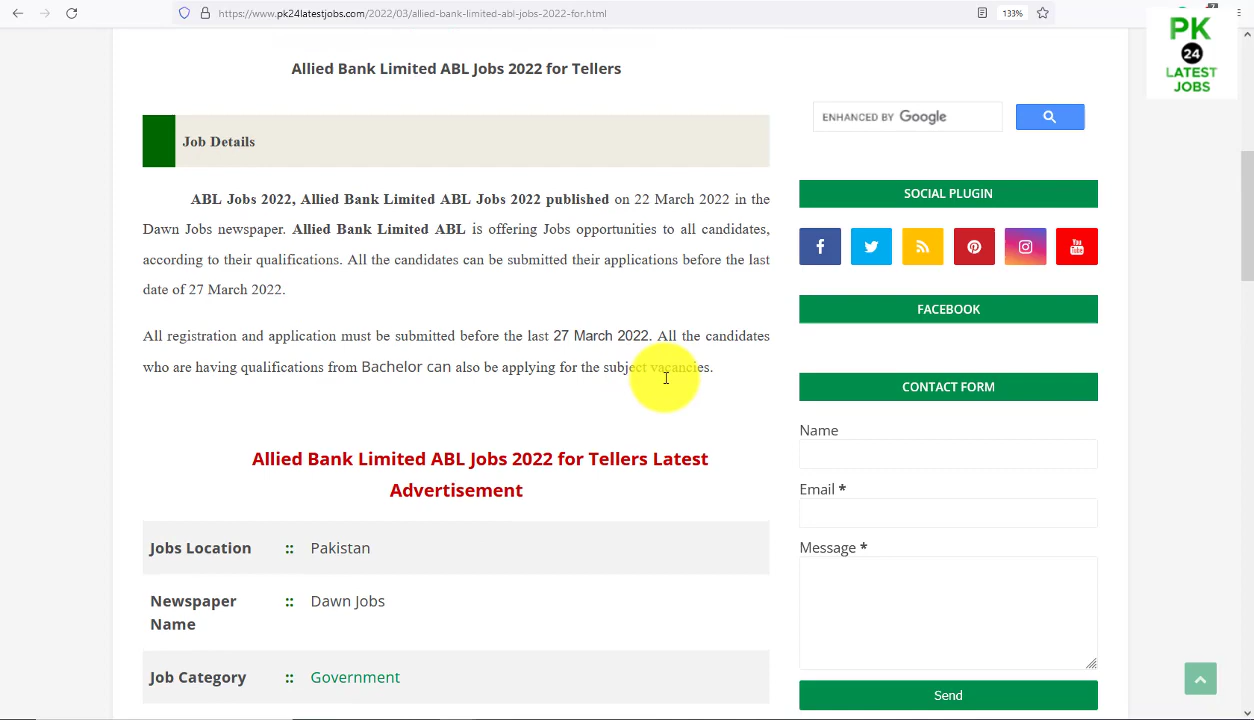 https://www.pk24latestjobs.com/2022/03/allied-bank-limited-abl-jobs-2022-for.html
133%
PK
24
LATEST
JOBS
Allied Bank Limited ABL Jobs 2022 for Tellers
Job Details
ABL Jobs 2022, Allied Bank Limited ABL Jobs 2022 published on 22 March 2022 in the
Dawn Jobs newspaper. Allied Bank Limited ABL is offering Jobs opportunities to all candidates,
according to their qualifications. All the candidates can be submitted their applications before the last
date of 27 March 2022.
All registration and application must be submitted before the last 27 March 2022. All the candidates
who are having qualifications from Bachelor can also be applying for the subject vacancies.
Allied Bank Limited ABL Jobs 2022 for Tellers Latest
Advertisement
Jobs Location :: Pakistan
Newspaper
Name :: Dawn Jobs
Job Category :: Government
ENHANCED BY Google
SOCIAL PLUGIN
You
Tube
FACEBOOK
CONTACT FORM
Name
Email *
Message *
Send